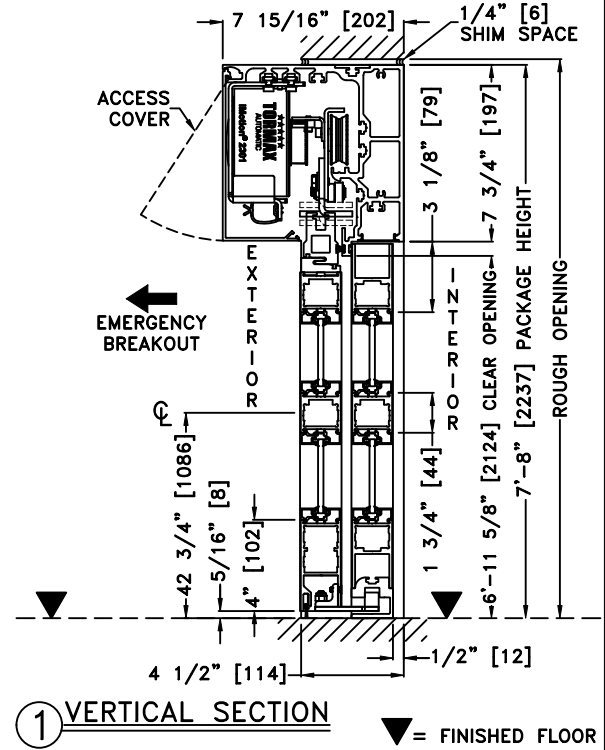 7 15/16" [202]
1/4" [6]
SHIM SPACE
ACCESS
COVER
TORMAX
AUTOMATIC
iMotion® 2301
3 1/8" [79]
7 3/4" [197]
EXTERIOR
INTERIOR
EMERGENCY
BREAKOUT
6'-11 5/8" [2124] CLEAR OPENING
7'-8" [2237] PACKAGE HEIGHT
ROUGH OPENING
℄
42 3/4" [1086]
5/16" [8]
4" [102]
1 3/4" [44]
1/2" [12]
4 1/2" [114]
1 VERTICAL SECTION
▼= FINISHED FLOOR